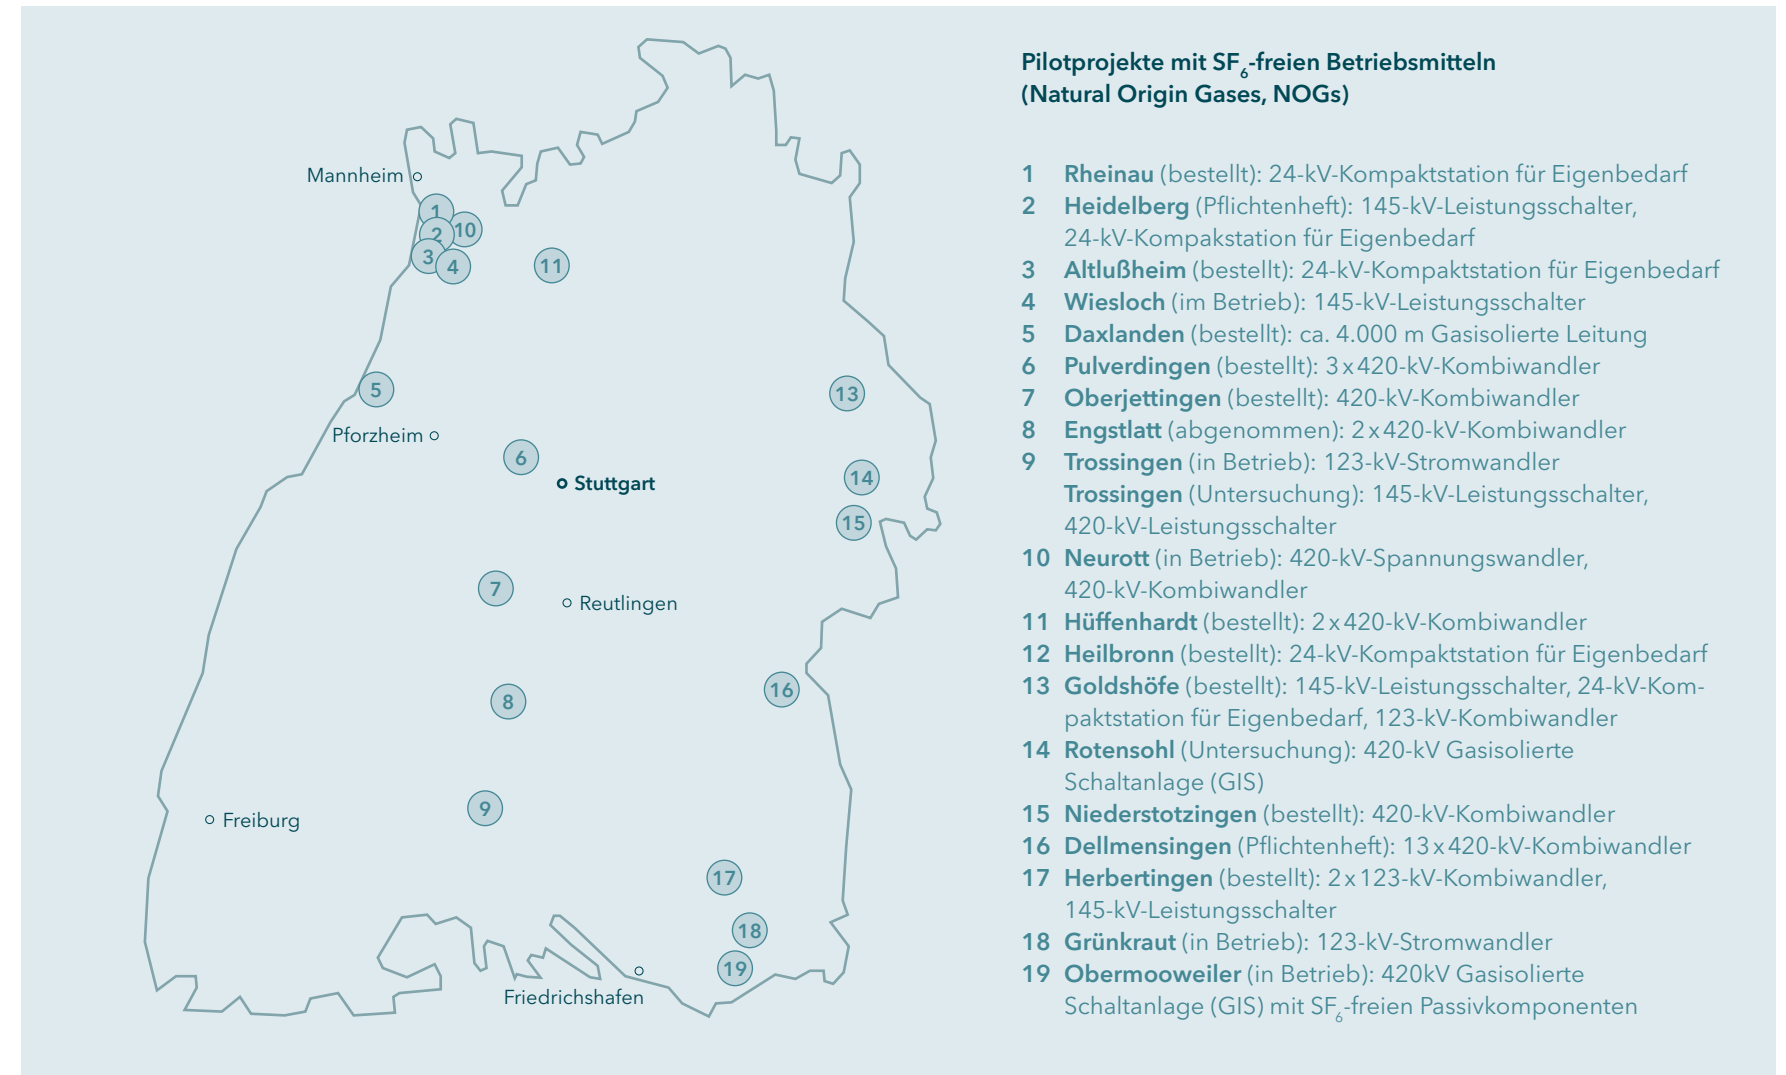 Pilotprojekte mit SF₆-freien Betriebsmitteln
(Natural Origin Gases, NOGs)
1 Rheinau (bestellt): 24-kV-Kompaktstation für Eigenbedarf
2 Heidelberg (Pflichtenheft): 145-kV-Leistungsschalter,
24-kV-Kompakstation für Eigenbedarf
3 Altlußheim (bestellt): 24-kV-Kompaktstation für Eigenbedarf
4 Wiesloch (im Betrieb): 145-kV-Leistungsschalter
5 Daxlanden (bestellt): ca. 4.000 m Gasisolierte Leitung
6 Pulverdingen (bestellt): 3 x 420-kV-Kombiwandler
7 Oberjettingen (bestellt): 420-kV-Kombiwandler
8 Engstlatt (abgenommen): 2 x 420-kV-Kombiwandler
9 Trossingen (in Betrieb): 123-kV-Stromwandler
Trossingen (Untersuchung): 145-kV-Leistungsschalter,
420-kV-Leistungsschalter
10 Neurott (in Betrieb): 420-kV-Spannungswandler,
420-kV-Kombiwandler
11 Hüffenhardt (bestellt): 2 x 420-kV-Kombiwandler
12 Heilbronn (bestellt): 24-kV-Kompaktstation für Eigenbedarf
13 Goldshöfe (bestellt): 145-kV-Leistungsschalter, 24-kV-Kom-
paktstation für Eigenbedarf, 123-kV-Kombiwandler
14 Rotensohl (Untersuchung): 420-kV Gasisolierte
Schaltanlage (GIS)
15 Niederstotzingen (bestellt): 420-kV-Kombiwandler
16 Dellmensingen (Pflichtenheft): 13 x 420-kV-Kombiwandler
17 Herbertingen (bestellt): 2 x 123-kV-Kombiwandler,
145-kV-Leistungsschalter
18 Grünkraut (in Betrieb): 123-kV-Stromwandler
19 Obermooweiler (in Betrieb): 420kV Gasisolierte
Schaltanlage (GIS) mit SF₆-freien Passivkomponenten
Mannheim
1
2
10
3
4
11
5
13
Pforzheim
6
14
Stuttgart
15
7
Reutlingen
16
8
9
Freiburg
17
18
19
Friedrichshafen